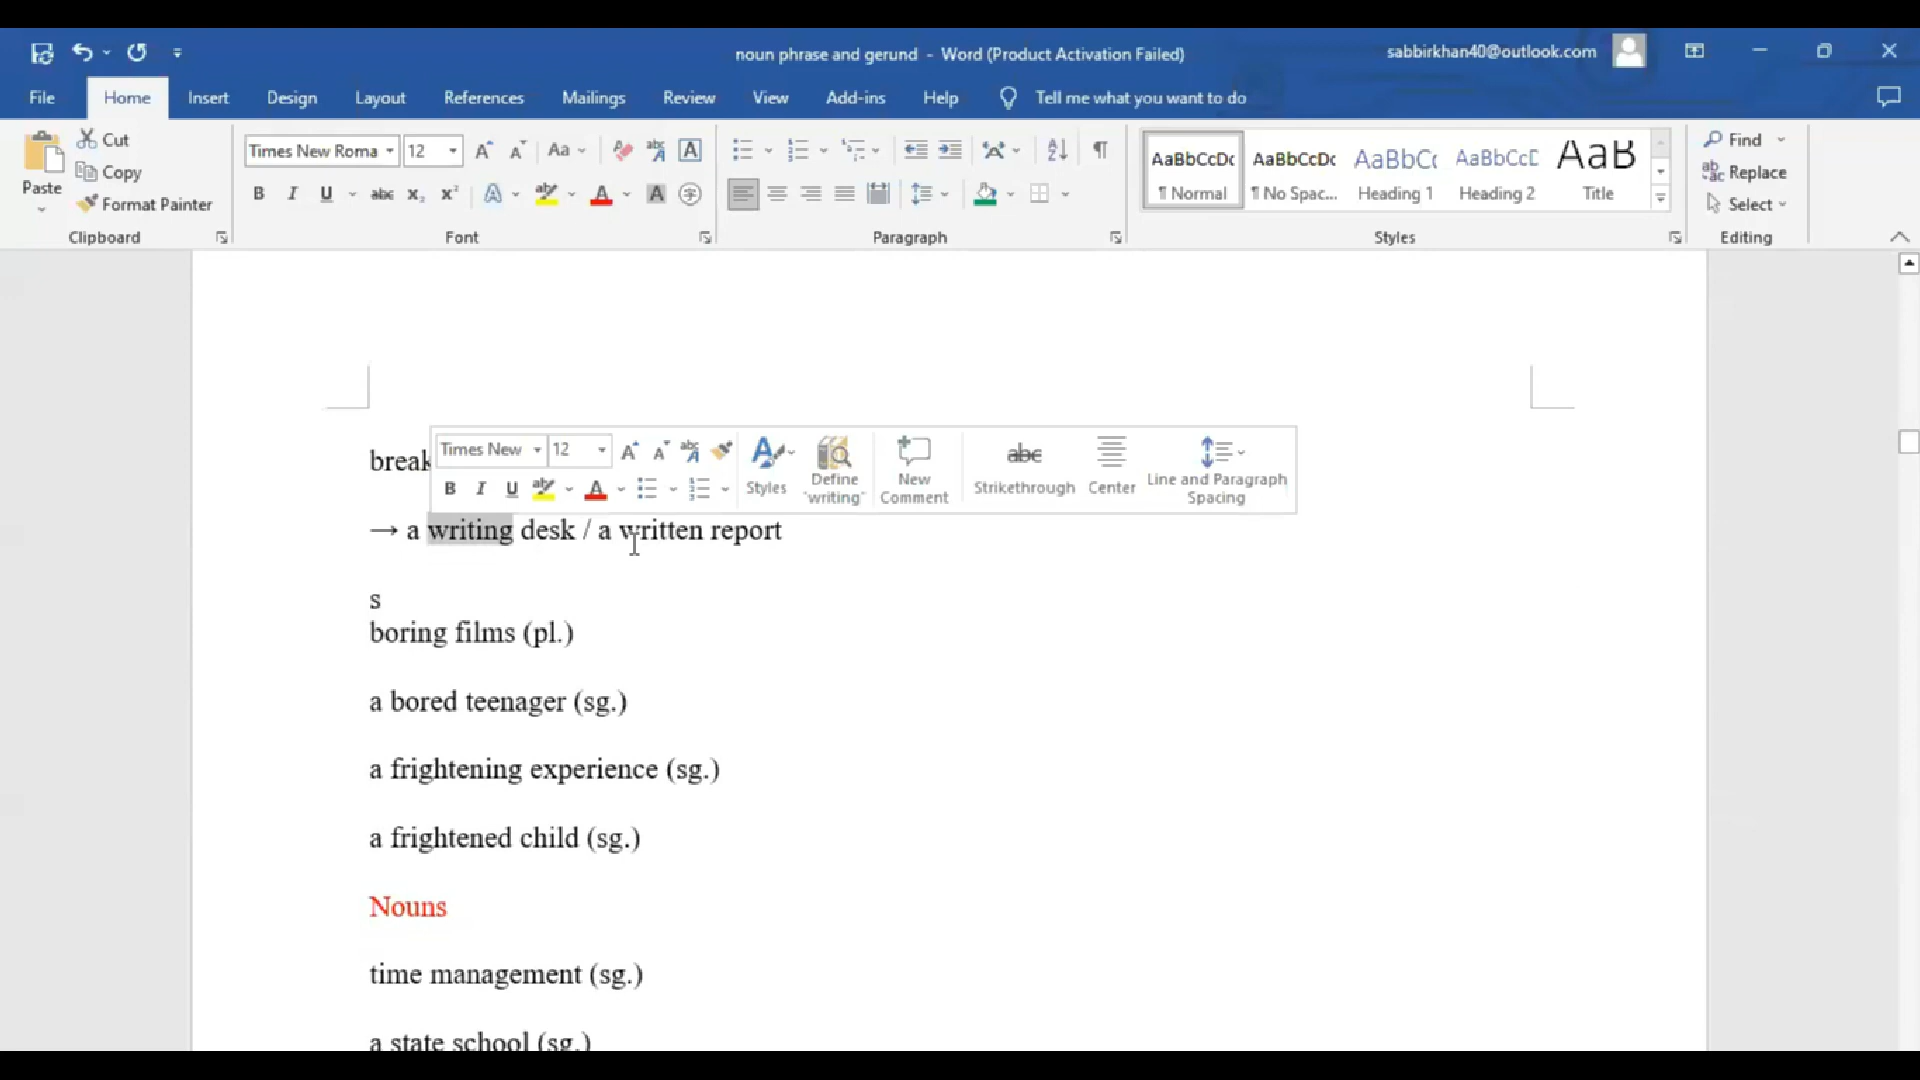 noun phrase and gerund - Word (Product Activation Failed)
sabbirkhan40@outlook.com
File Home Insert Design Layout References Mailings Review View Add-ins Help Tell me what you want to do
Paste
Cut
Copy
Format Painter
Clipboard
Times New Roma 12
Font
Paragraph
AaBbCcDc AaBbCcDc AaBbC( AaBbCcD AaB
¶ Normal ¶ No Spac... Heading 1 Heading 2 Title
Styles
Find
Replace
Select
Editing
break
Times New 12
Styles
Define "writing"
New Comment
Strikethrough
Center
Line and Paragraph Spacing
→ a writing desk / a written report
s
boring films (pl.)
a bored teenager (sg.)
a frightening experience (sg.)
a frightened child (sg.)
Nouns
time management (sg.)
a state school (sg.)